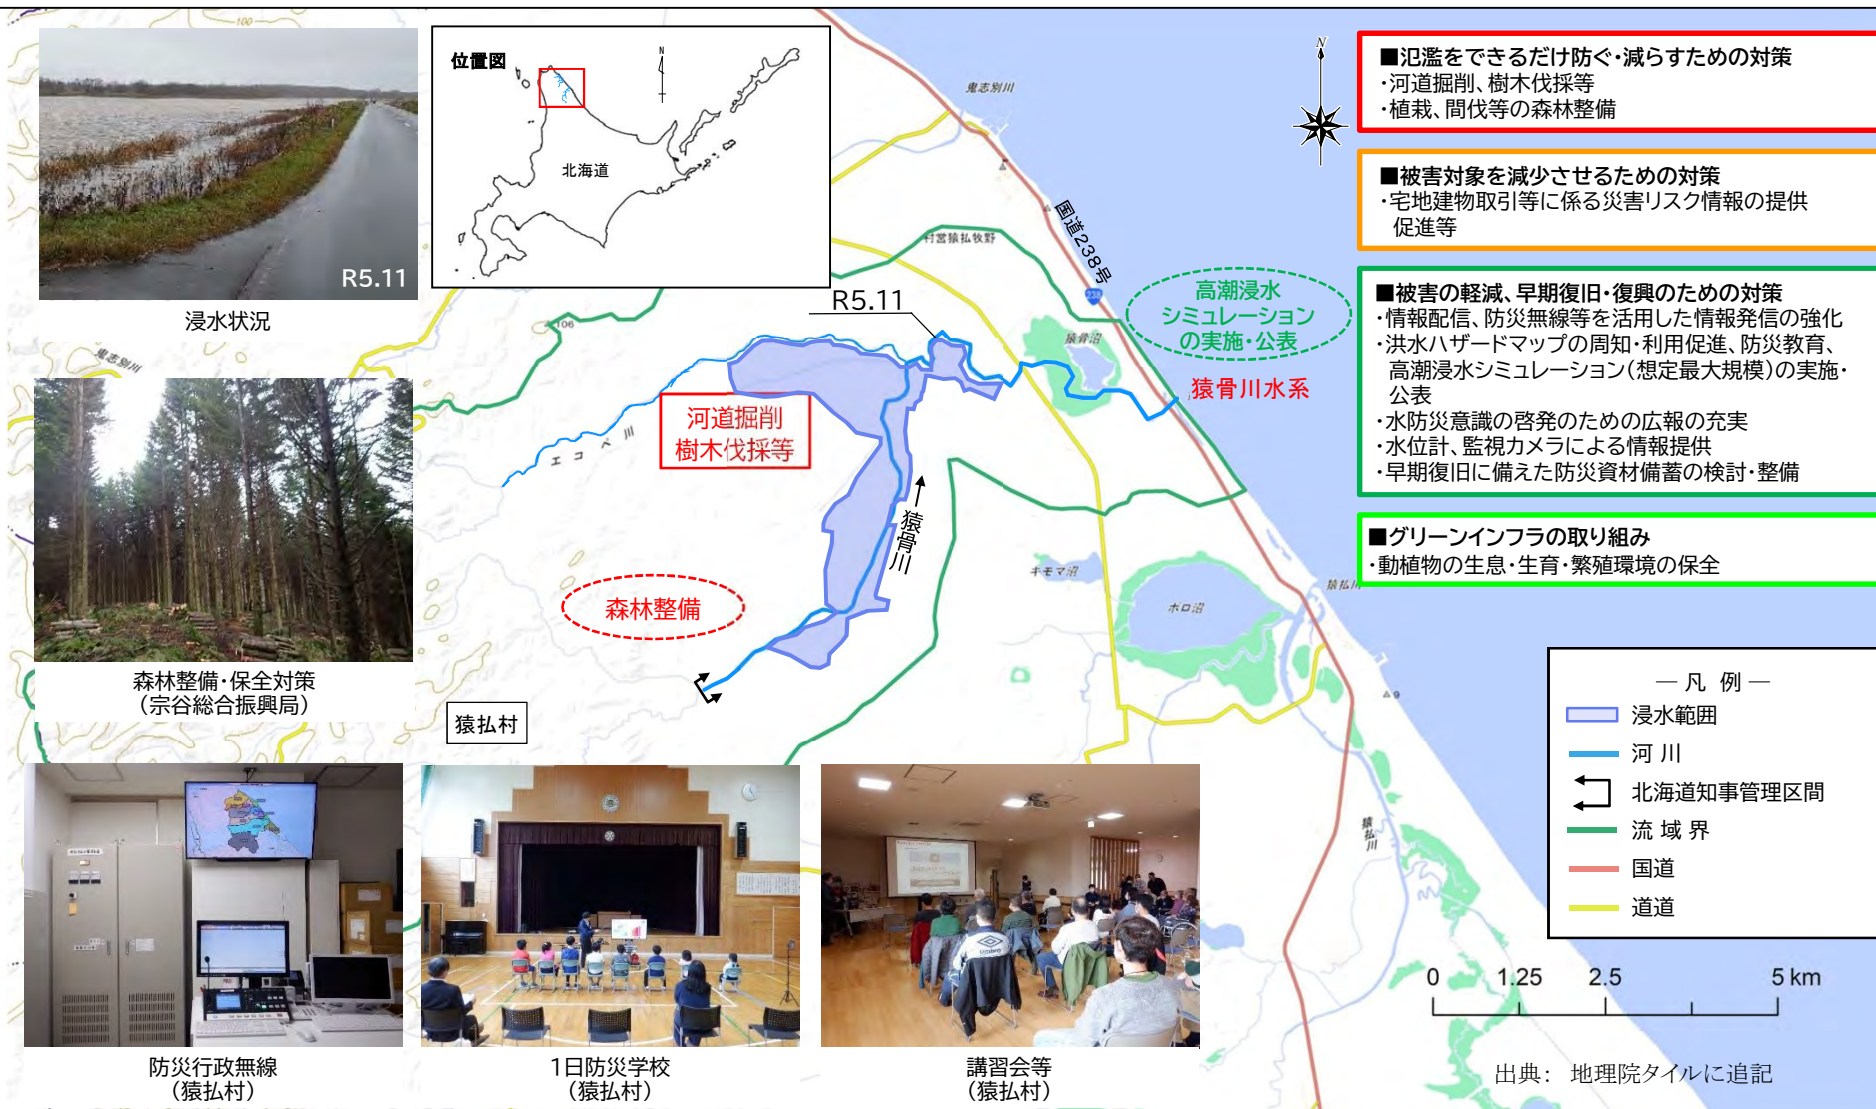 R5.11
浸水状況
位置図
N
北海道
N
■氾濫をできるだけ防ぐ・減らすための対策
・河道掘削、樹木伐採等
・植栽、間伐等の森林整備
■被害対象を減少させるための対策
・宅地建物取引等に係る災害リスク情報の提供
促進等
■被害の軽減、早期復旧・復興のための対策
・情報配信、防災無線等を活用した情報発信の強化
・洪水ハザードマップの周知・利用促進、防災教育、
高潮浸水シミュレーション(想定最大規模)の実施・
公表
・水防災意識の啓発のための広報の充実
・水位計、監視カメラによる情報提供
・早期復旧に備えた防災資材備蓄の検討・整備
■グリーンインフラの取り組み
・動植物の生息・生育・繁殖環境の保全
100
鬼志別川
国道238号
238
村営猿払牧野
高潮浸水
シミュレーション
の実施・公表
R5.11
猿骨沼
猿骨川水系
106
鬼志別川
河道掘削
樹木伐採等
エコペ川
猿骨川
キモマ沼
ポロ沼
猿払川
森林整備
9
猿払川
猿払村
森林整備・保全対策
(宗谷総合振興局)
防災行政無線
(猿払村)
1日防災学校
(猿払村)
umbro
講習会等
(猿払村)
― 凡 例 ―
浸水範囲
河 川
北海道知事管理区間
流 域 界
国道
道道
0 1.25 2.5 5 km
出典: 地理院タイルに追記